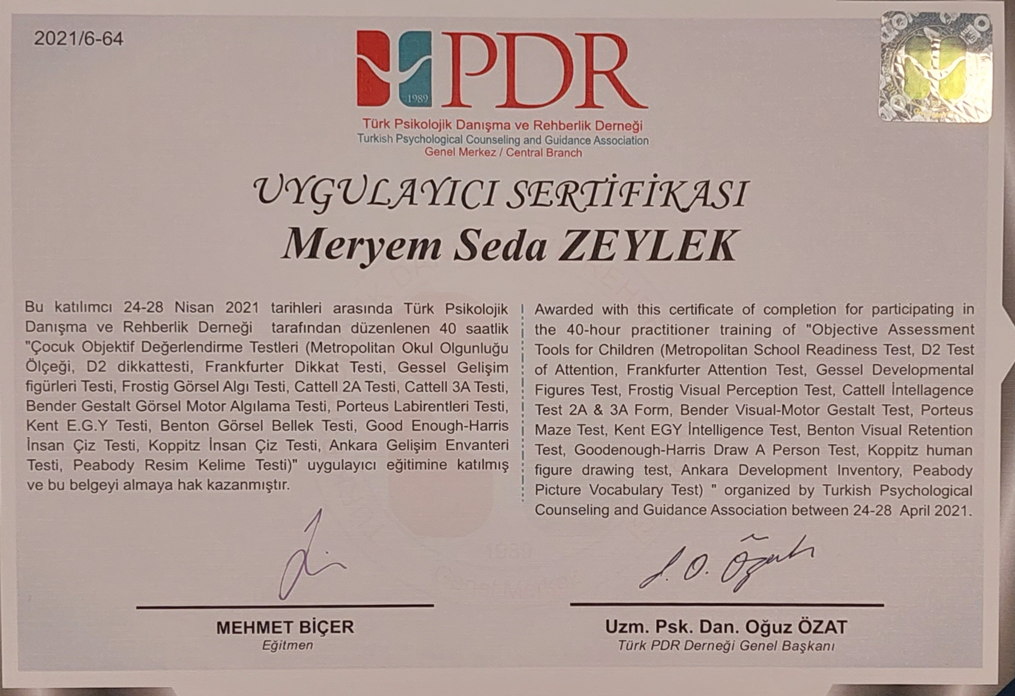 2021/6-64
1989
PDR
Türk Psikolojik Danışma ve Rehberlik Derneği
Turkish Psychological Counseling and Guidance Association
Genel Merkez / Central Branch
UYGULAYICI SERTİFİKASI
Meryem Seda ZEYLEK
Bu katılımcı 24-28 Nisan 2021 tarihleri arasında Türk Psikolojik
Danışma ve Rehberlik Derneği tarafından düzenlenen 40 saatlik
"Çocuk Objektif Değerlendirme Testleri (Metropolitan Okul Olgunluğu
Ölçeği, D2 dikkattesti, Frankfurter Dikkat Testi, Gessel Gelişim
figürleri Testi, Frostig Görsel Algı Testi, Cattell 2A Testi, Cattell 3A Testi,
Bender Gestalt Görsel Motor Algılama Testi, Porteus Labirentleri Testi,
Kent E.G.Y Testi, Benton Görsel Bellek Testi, Good Enough-Harris
İnsan Çiz Testi, Koppitz İnsan Çiz Testi, Ankara Gelişim Envanteri
Testi, Peabody Resim Kelime Testi)" uygulayıcı eğitimine katılmış
ve bu belgeyi almaya hak kazanmıştır.
Awarded with this certificate of completion for participating in
the 40-hour practitioner training of "Objective Assessment
Tools for Children (Metropolitan School Readiness Test, D2 Test
of Attention, Frankfurter Attention Test, Gessel Developmental
Figures Test, Frostig Visual Perception Test, Cattell İntellagence
Test 2A & 3A Form, Bender Visual-Motor Gestalt Test, Porteus
Maze Test, Kent EGY İntelligence Test, Benton Visual Retention
Test, Goodenough-Harris Draw A Person Test, Koppitz human
figure drawing test, Ankara Development Inventory, Peabody
Picture Vocabulary Test) " organized by Turkish Psychological
Counseling and Guidance Association between 24-28 April 2021.
MEHMET BİÇER
Eğitmen
Uzm. Psk. Dan. Oğuz ÖZAT
Türk PDR Derneği Genel Başkanı